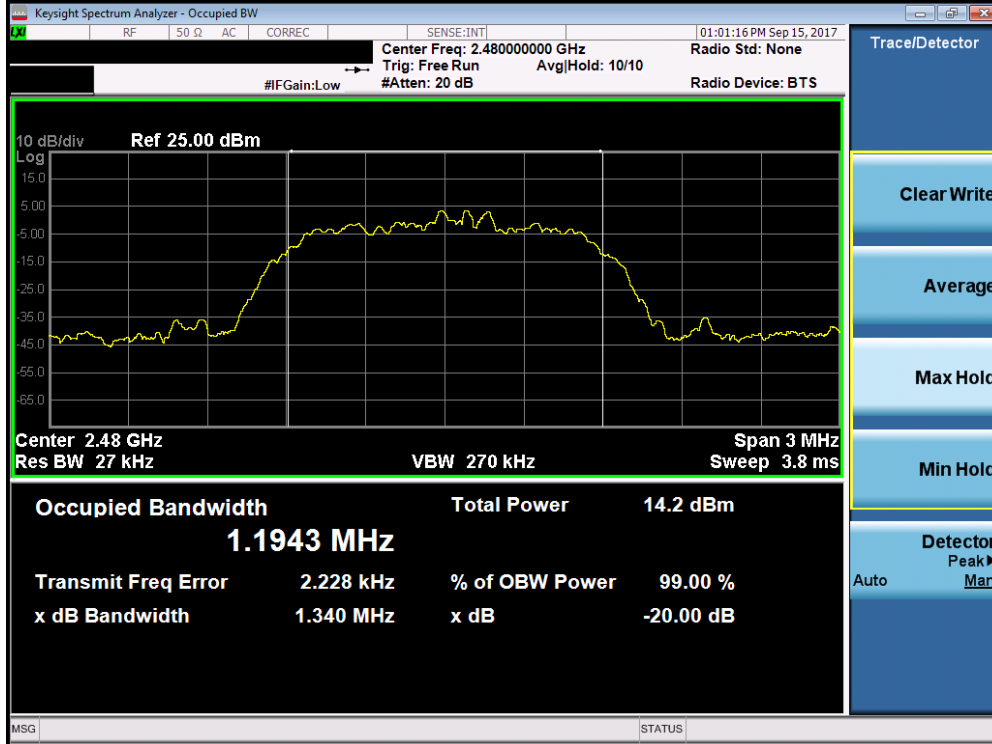 Keysight Spectrum Analyzer - Occupied BW
LXI RF 50 Ω AC CORREC SENSE:INT 01:01:16 PM Sep 15, 2017
Center Freq: 2.480000000 GHz Radio Std: None
Trig: Free Run Avg|Hold: 10/10
#IFGain:Low #Atten: 20 dB Radio Device: BTS
Trace/Detector
10 dB/div Ref 25.00 dBm
Log
15.0
5.00
-5.00
-15.0
-25.0
-35.0
-45.0
-55.0
-65.0
Center 2.48 GHz Span 3 MHz
Res BW 27 kHz VBW 270 kHz Sweep 3.8 ms
Occupied Bandwidth Total Power 14.2 dBm
1.1943 MHz
Transmit Freq Error 2.228 kHz % of OBW Power 99.00 %
x dB Bandwidth 1.340 MHz x dB -20.00 dB
Clear Write
Average
Max Hold
Min Hold
Detector
Peak▶
Auto Man
MSG STATUS